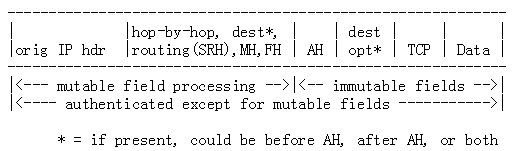 |hop-by-hop, dest*, | | dest | | |
|orig IP hdr |routing(SRH),MH,FH | AH | opt* | TCP | Data |
|<--- mutable field processing -->|<-- immutable fields -->|
|<---- authenticated except for mutable fields ----------->|
* = if present, could be before AH, after AH, or both